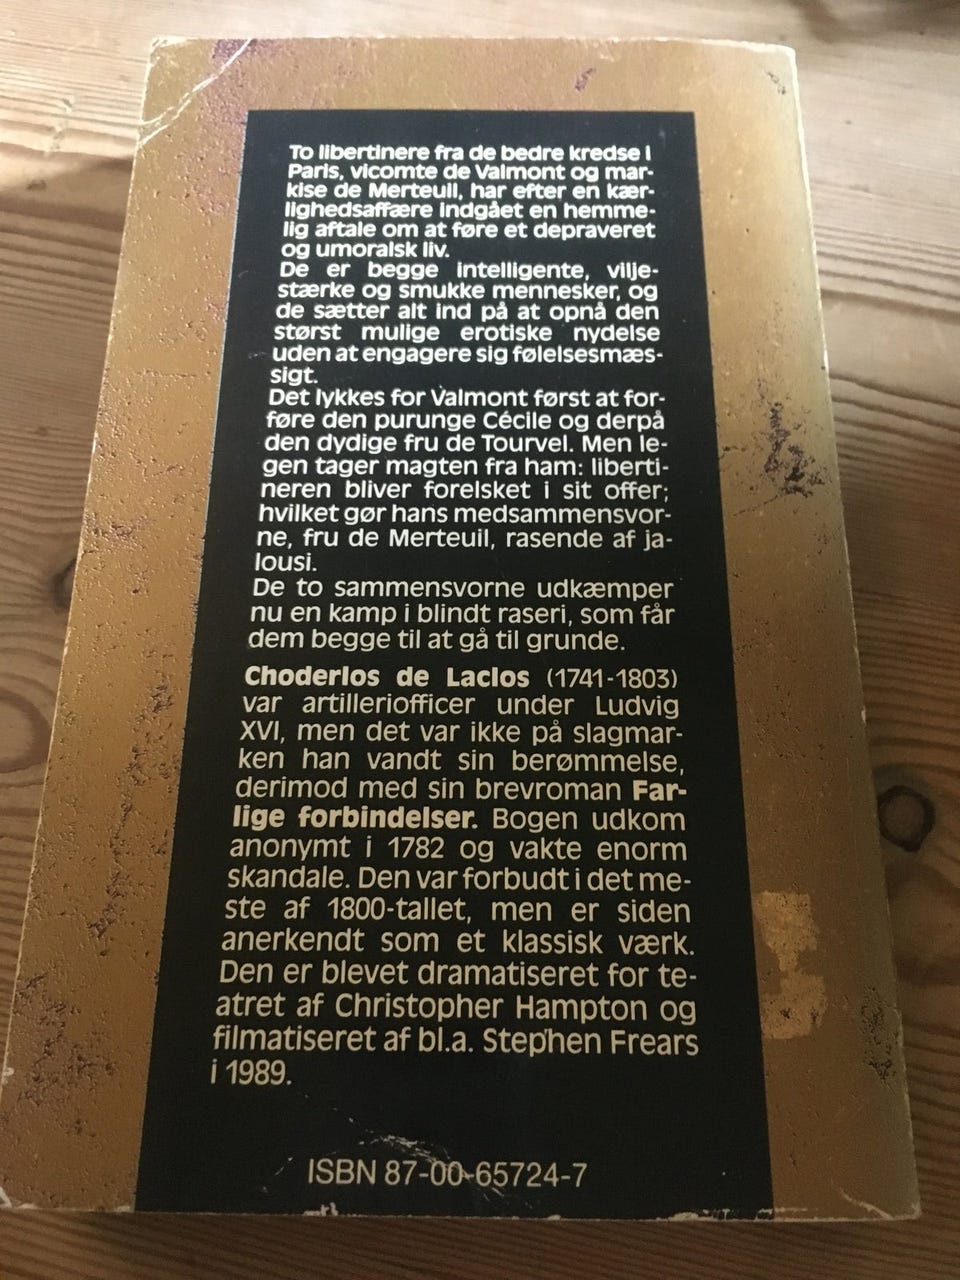 To libertinere fra de bedre kredse i
Paris, vicomte de Valmont og mar-
kise de Merteuil, har efter en kær-
lighedsaffære indgået en hemme-
lig aftale om at føre et depraveret
og umoralsk liv.
De er begge intelligente, vilje-
stærke og smukke mennesker, og
de sætter alt ind på at opnå den
størst mulige erotiske nydelse
uden at engagere sig følelsesmæs-
sigt.
Det lykkes for Valmont først at for-
føre den purunge Cécile og derpå
den dydige fru de Tourvel. Men le-
gen tager magten fra ham: liberti-
neren bliver forelsket i sit offer;
hvilket gør hans medsammensvor-
ne, fru de Merteuil, rasende af ja-
lousi.
De to sammensvorne udkæmper
nu en kamp i blindt raseri, som får
dem begge til at gå til grunde.
Choderlos de Laclos (1741-1803)
var artilleriofficer under Ludvig
XVI, men det var ikke på slagmar-
ken han vandt sin berømmelse,
derimod med sin brevroman Far-
lige forbindelser. Bogen udkom
anonymt i 1782 og vakte enorm
skandale. Den var forbudt i det me-
ste af 1800-tallet, men er siden
anerkendt som et klassisk værk.
Den er blevet dramatiseret for te-
atret af Christopher Hampton og
filmatiseret af bl.a. Stephen Frears
i 1989.
ISBN 87-00-65724-7